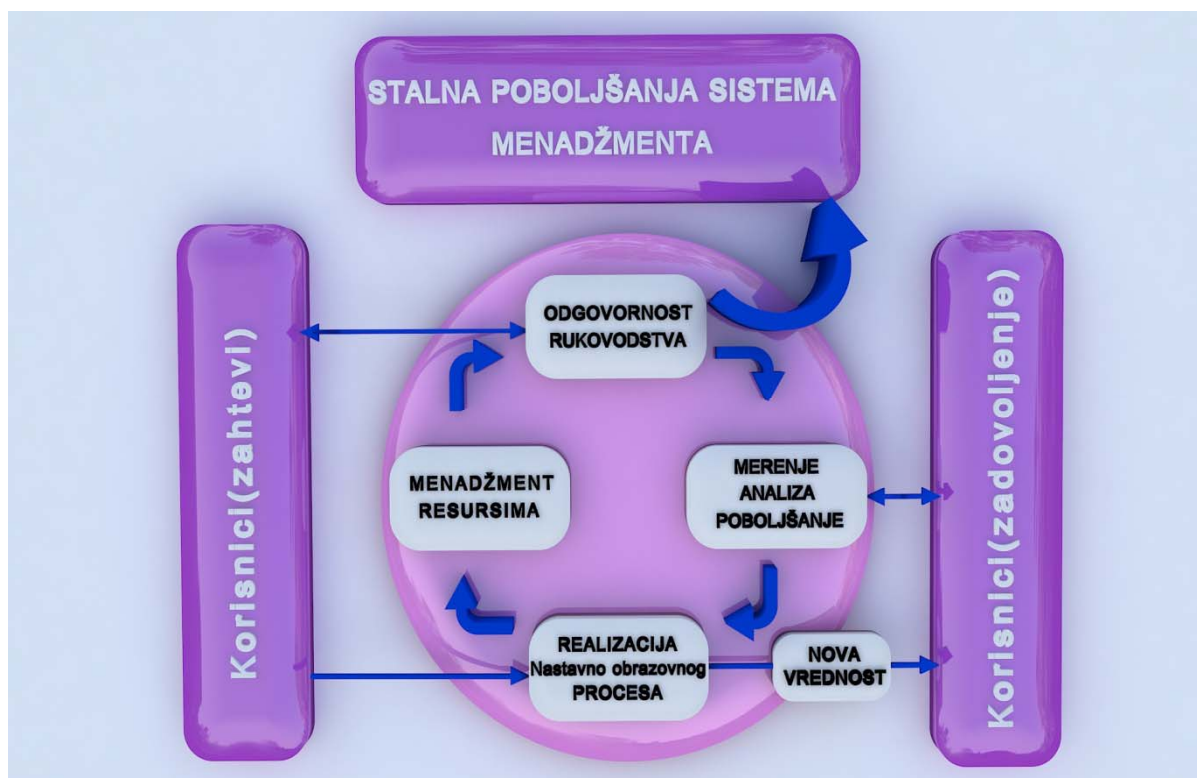 STALNA POBOLJŠANJA SISTEMA
MENADŽMENTA
Korisnici(zahtevi)
ODGOVORNOST
RUKOVODSTVA
MENADŽMENT
RESURSIMA
MERENJE
ANALIZA
POBOLJŠANJE
REALIZACIJA
Nastavno obrazovnog
PROCESA
NOVA
VREDNOST
Korisnici(zadovoljenje)